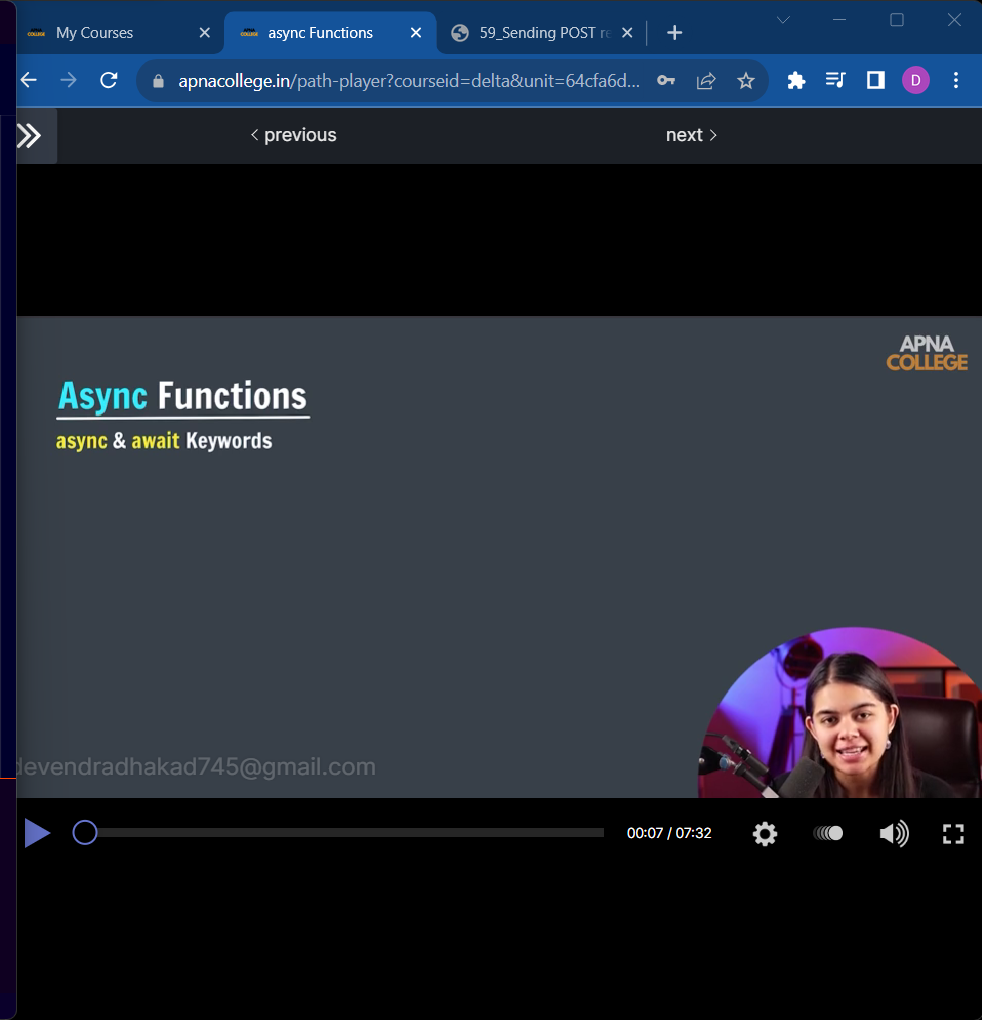 My Courses
async Functions
59_Sending POST re
apnacollege.in/path-player?courseid=delta&unit=64cfa6d...
D
previous
next
APNA
COLLEGE
Async Functions
async & await Keywords
devendradhakad745@gmail.com
00:07 / 07:32